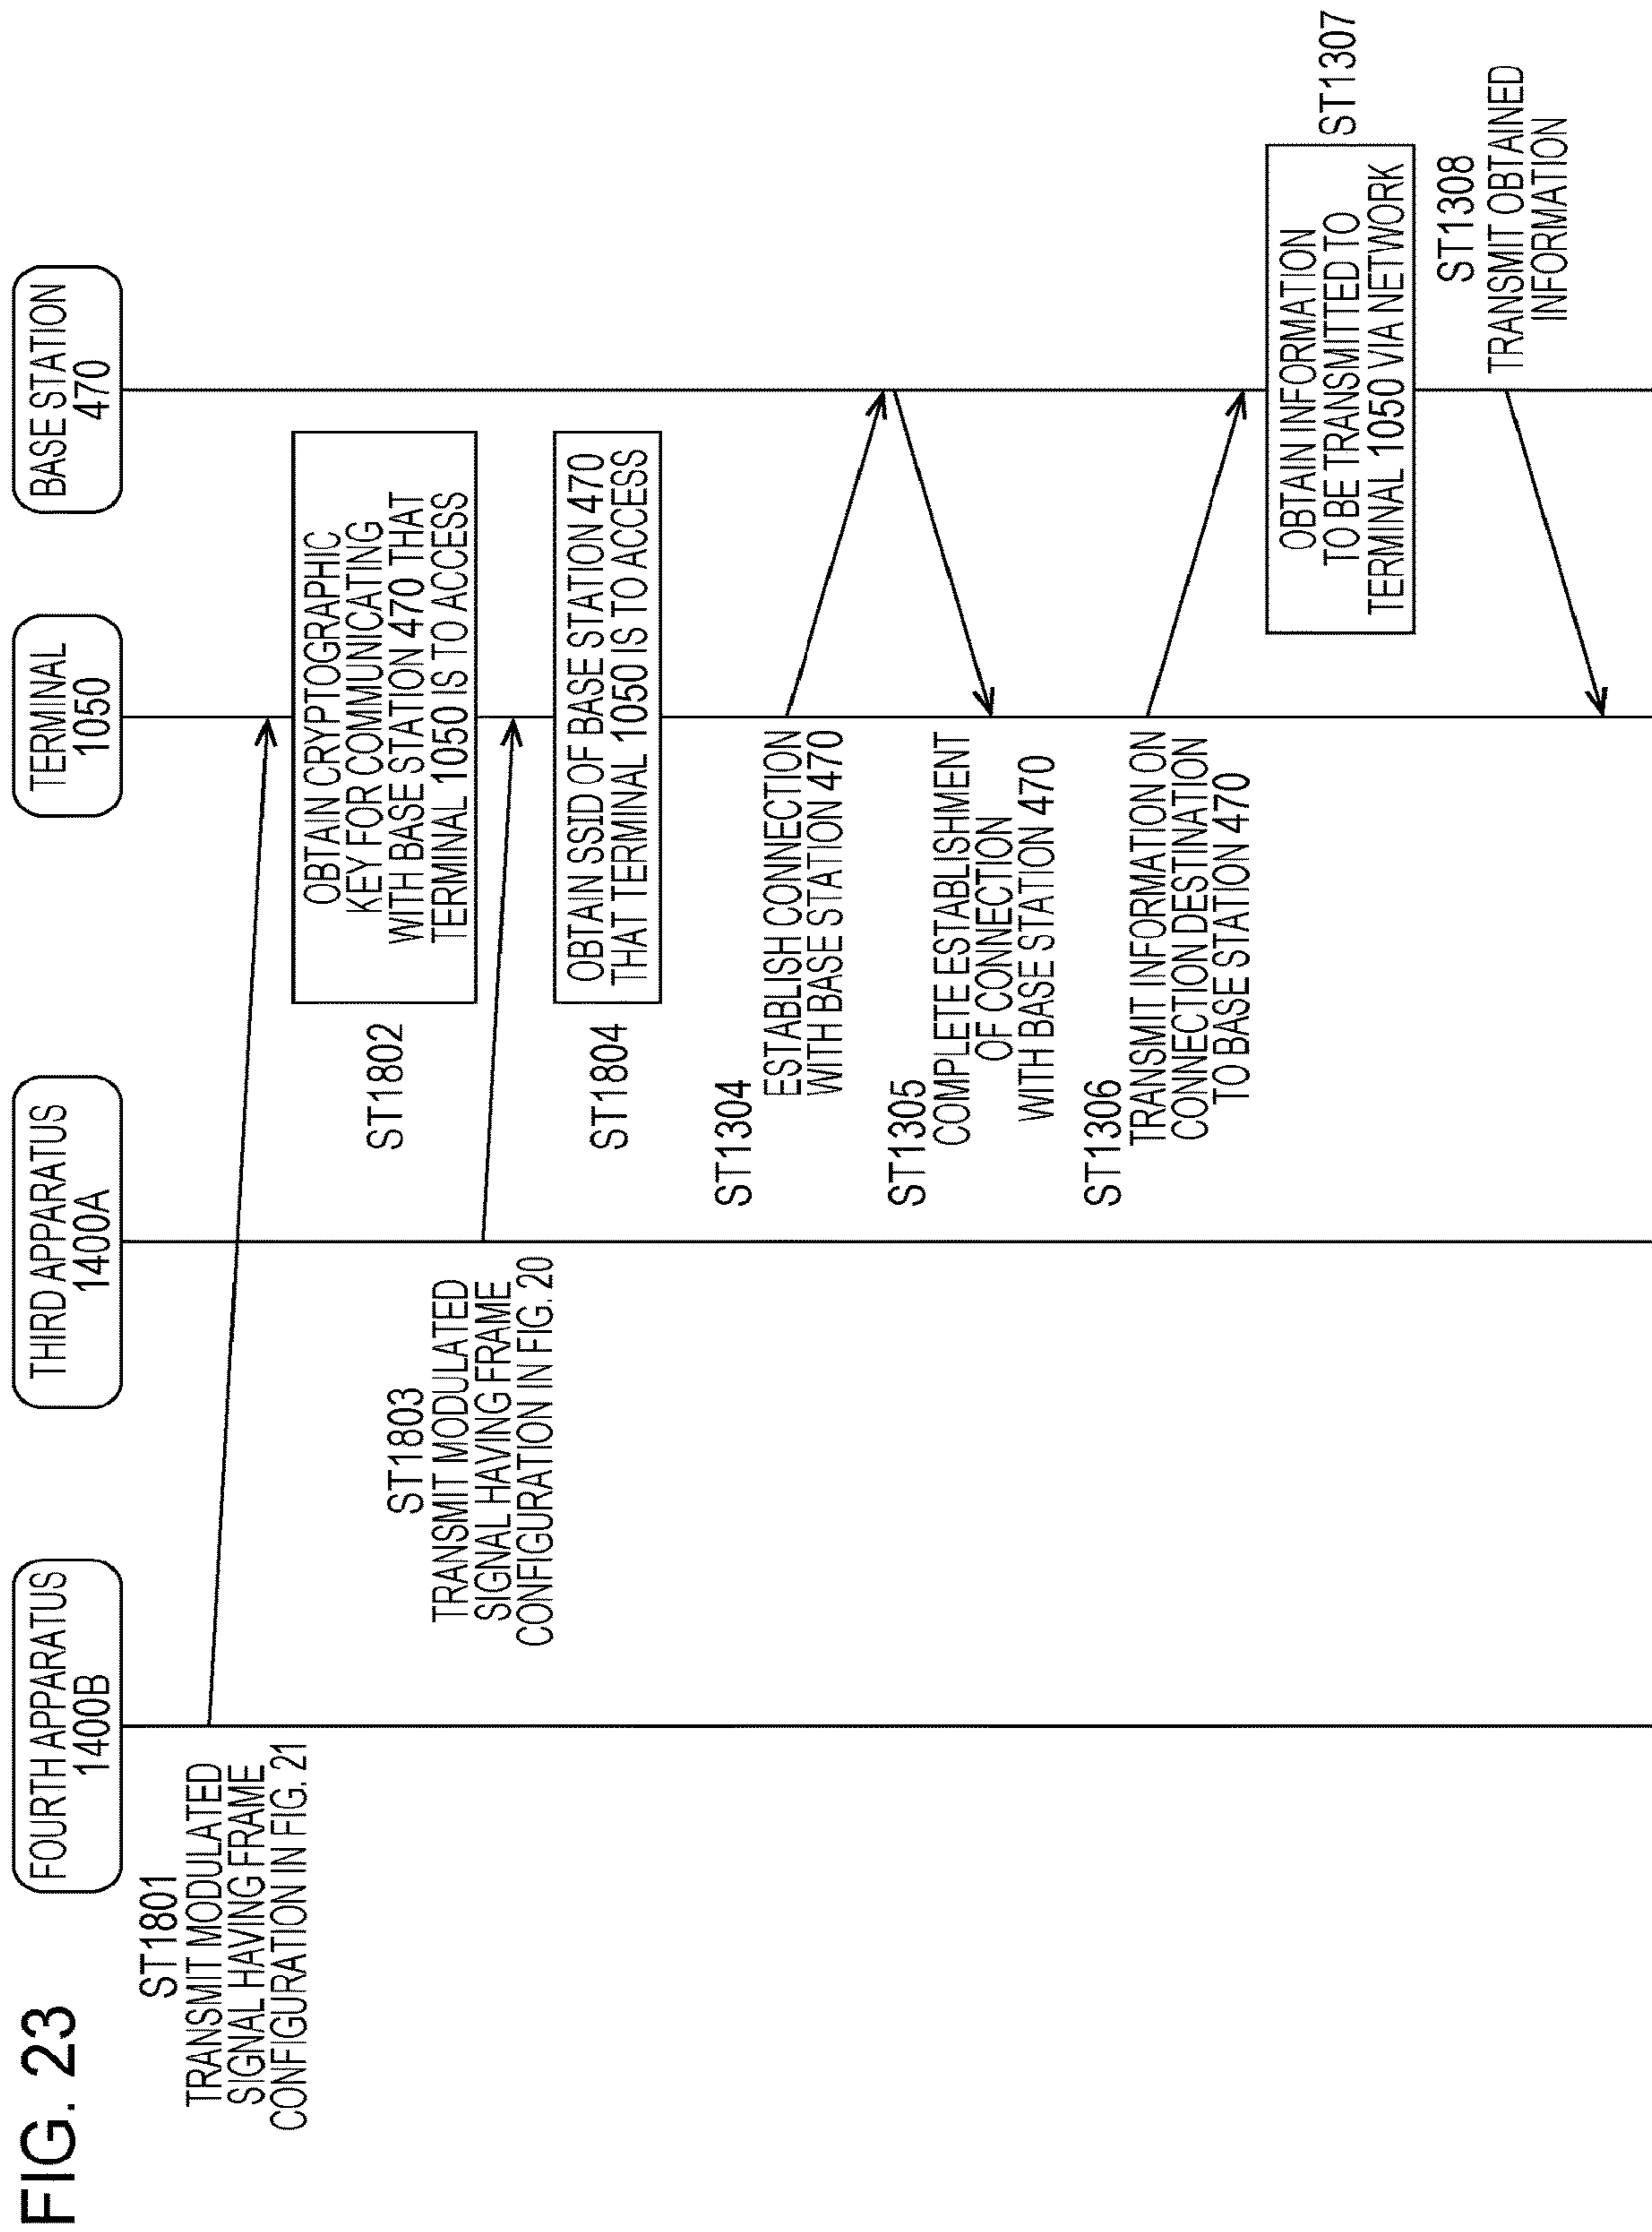 FIG. 23
FOURTH APPARATUS
1400B
THIRD APPARATUS
1400A
TERMINAL
1050
BASE STATION
470
ST1801
TRANSMIT MODULATED
SIGNAL HAVING FRAME
CONFIGURATION IN FIG. 21
ST1802
OBTAIN CRYPTOGRAPHIC
KEY FOR COMMUNICATING
WITH BASE STATION 470 THAT
TERMINAL 1050 IS TO ACCESS
ST1803
TRANSMIT MODULATED
SIGNAL HAVING FRAME
CONFIGURATION IN FIG. 20
ST1804
OBTAIN SSID OF BASE STATION 470
THAT TERMINAL 1050 IS TO ACCESS
ST1304
ESTABLISH CONNECTION
WITH BASE STATION 470
ST1305
COMPLETE ESTABLISHMENT
OF CONNECTION
WITH BASE STATION 470
ST1306
TRANSMIT INFORMATION ON
CONNECTION DESTINATION
TO BASE STATION 470
OBTAIN INFORMATION
TO BE TRANSMITTED TO
TERMINAL 1050 VIA NETWORK
ST1307
ST1308
TRANSMIT OBTAINED
INFORMATION